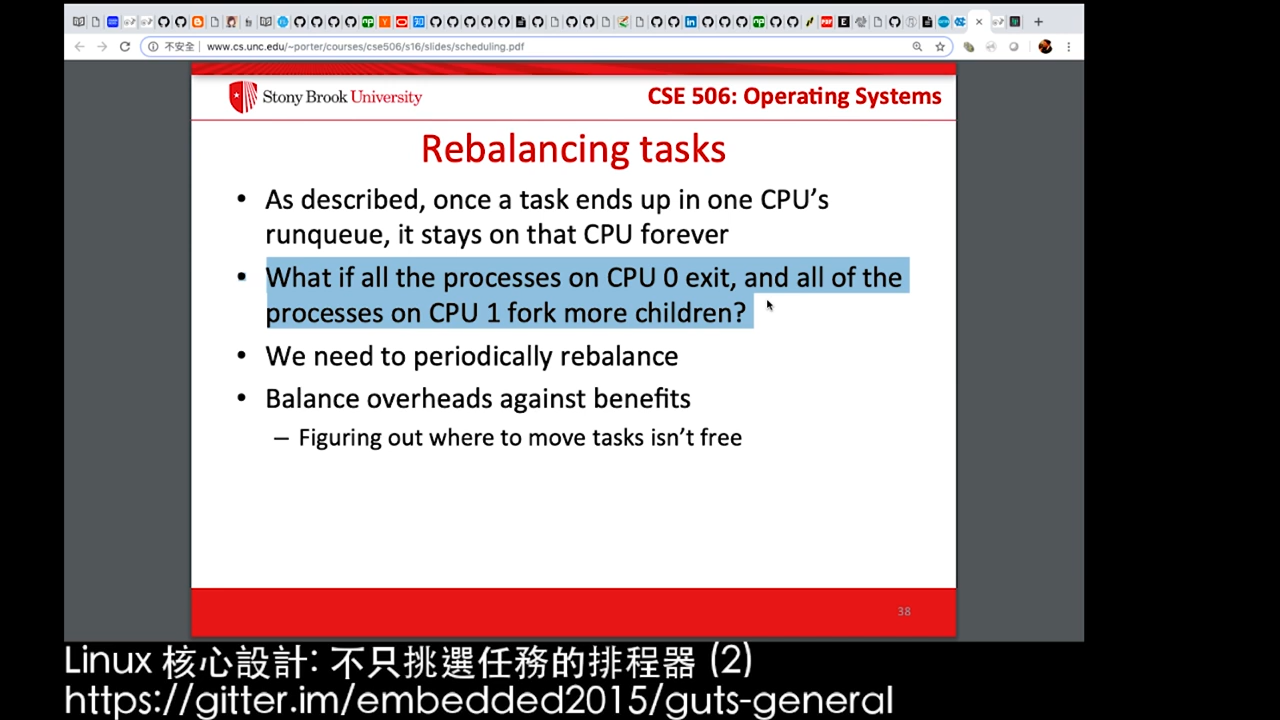 不安全
www.cs.unc.edu/~porter/courses/cse506/s16/slides/scheduling.pdf
Stony Brook University
CSE 506: Operating Systems
Rebalancing tasks
• As described, once a task ends up in one CPU’s
runqueue, it stays on that CPU forever
• What if all the processes on CPU 0 exit, and all of the
processes on CPU 1 fork more children?
• We need to periodically rebalance
• Balance overheads against benefits
– Figuring out where to move tasks isn’t free
38
Linux 核心設計: 不只挑選任務的排程器 (2)
https://gitter.im/embedded2015/guts-general